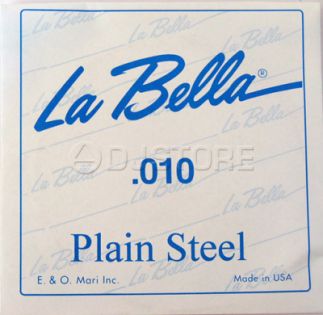 La Bella®
DJSTORE
.010
Plain Steel
E. & O. Mari Inc.
Made in USA